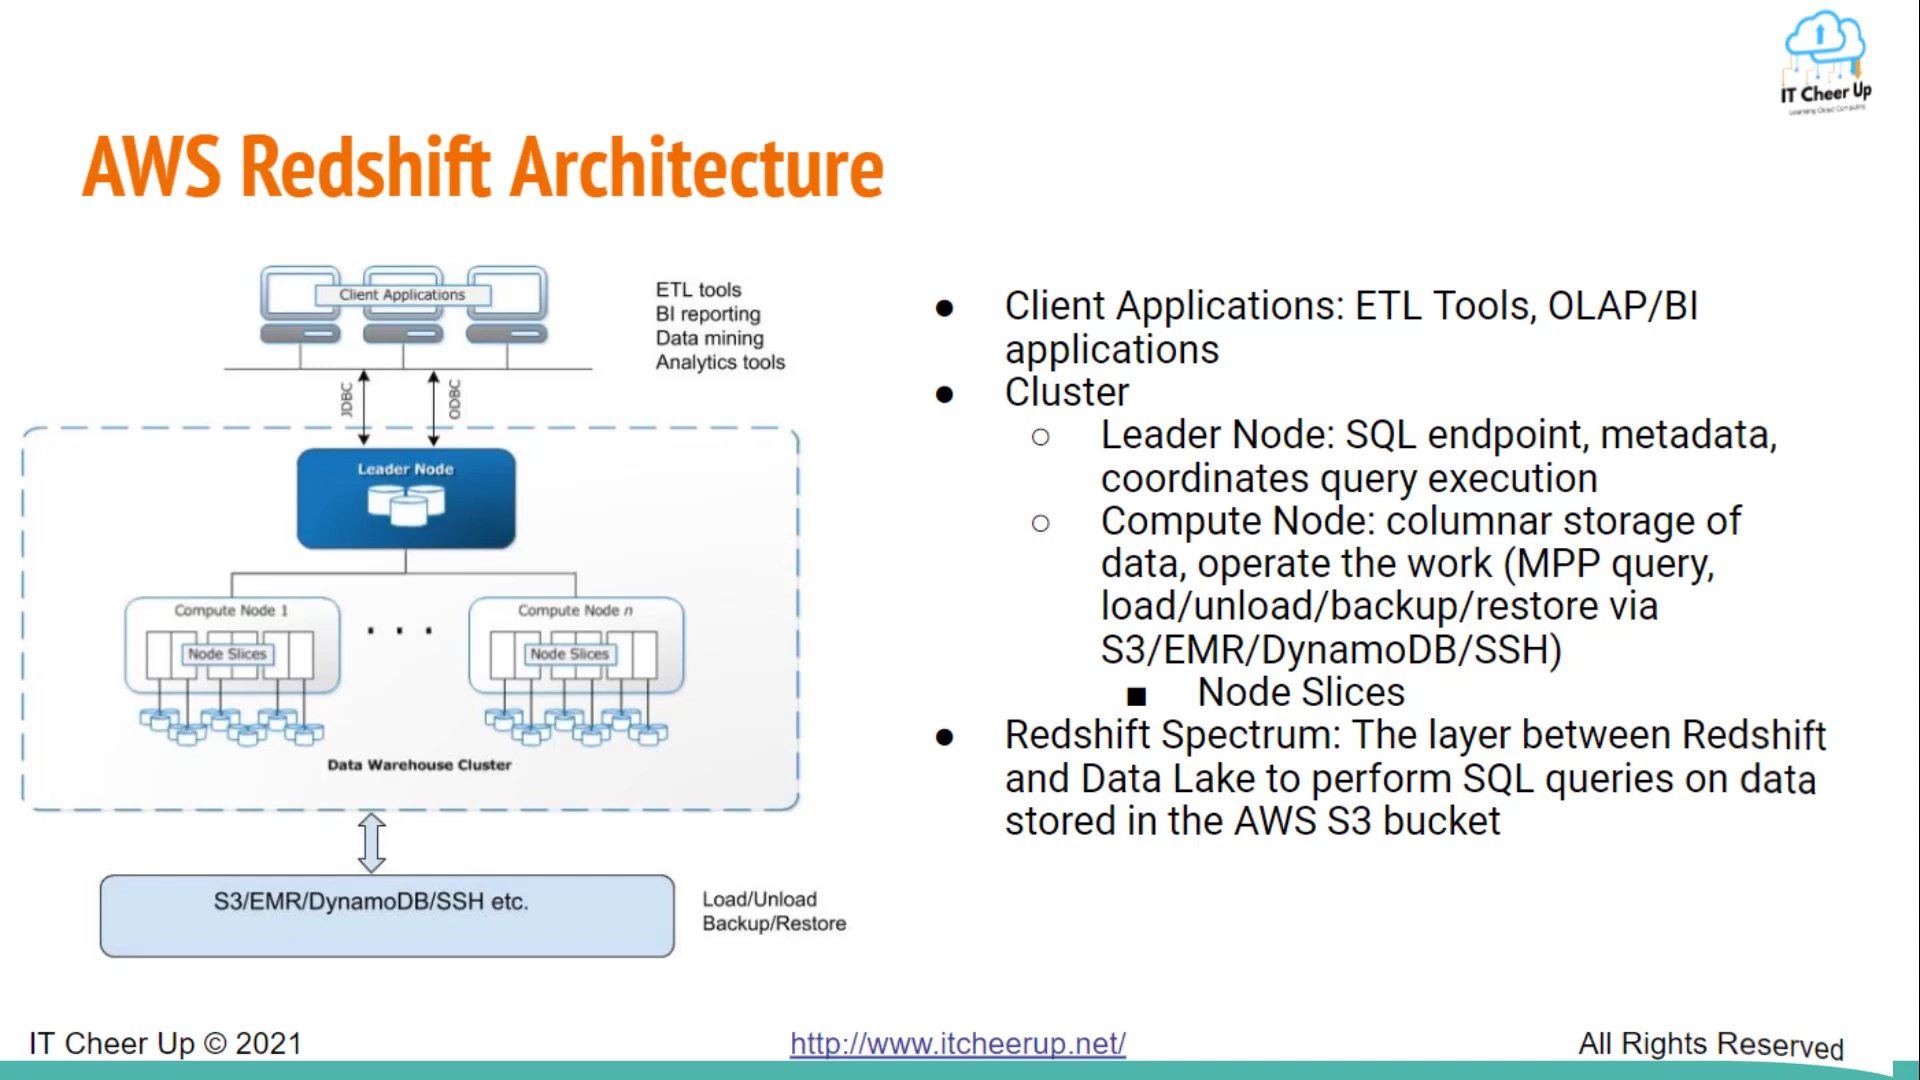 IT Cheer Up
Learning Cloud Computing
AWS Redshift Architecture
Client Applications
ETL tools
BI reporting
Data mining
Analytics tools
JDBC
ODBC
Leader Node
Compute Node 1
. . .
Compute Node n
Node Slices
Node Slices
Data Warehouse Cluster
S3/EMR/DynamoDB/SSH etc.
Load/Unload
Backup/Restore
● Client Applications: ETL Tools, OLAP/BI
applications
● Cluster
○ Leader Node: SQL endpoint, metadata,
coordinates query execution
○ Compute Node: columnar storage of
data, operate the work (MPP query,
load/unload/backup/restore via
S3/EMR/DynamoDB/SSH)
■ Node Slices
● Redshift Spectrum: The layer between Redshift
and Data Lake to perform SQL queries on data
stored in the AWS S3 bucket
IT Cheer Up © 2021
http://www.itcheerup.net/
All Rights Reserved